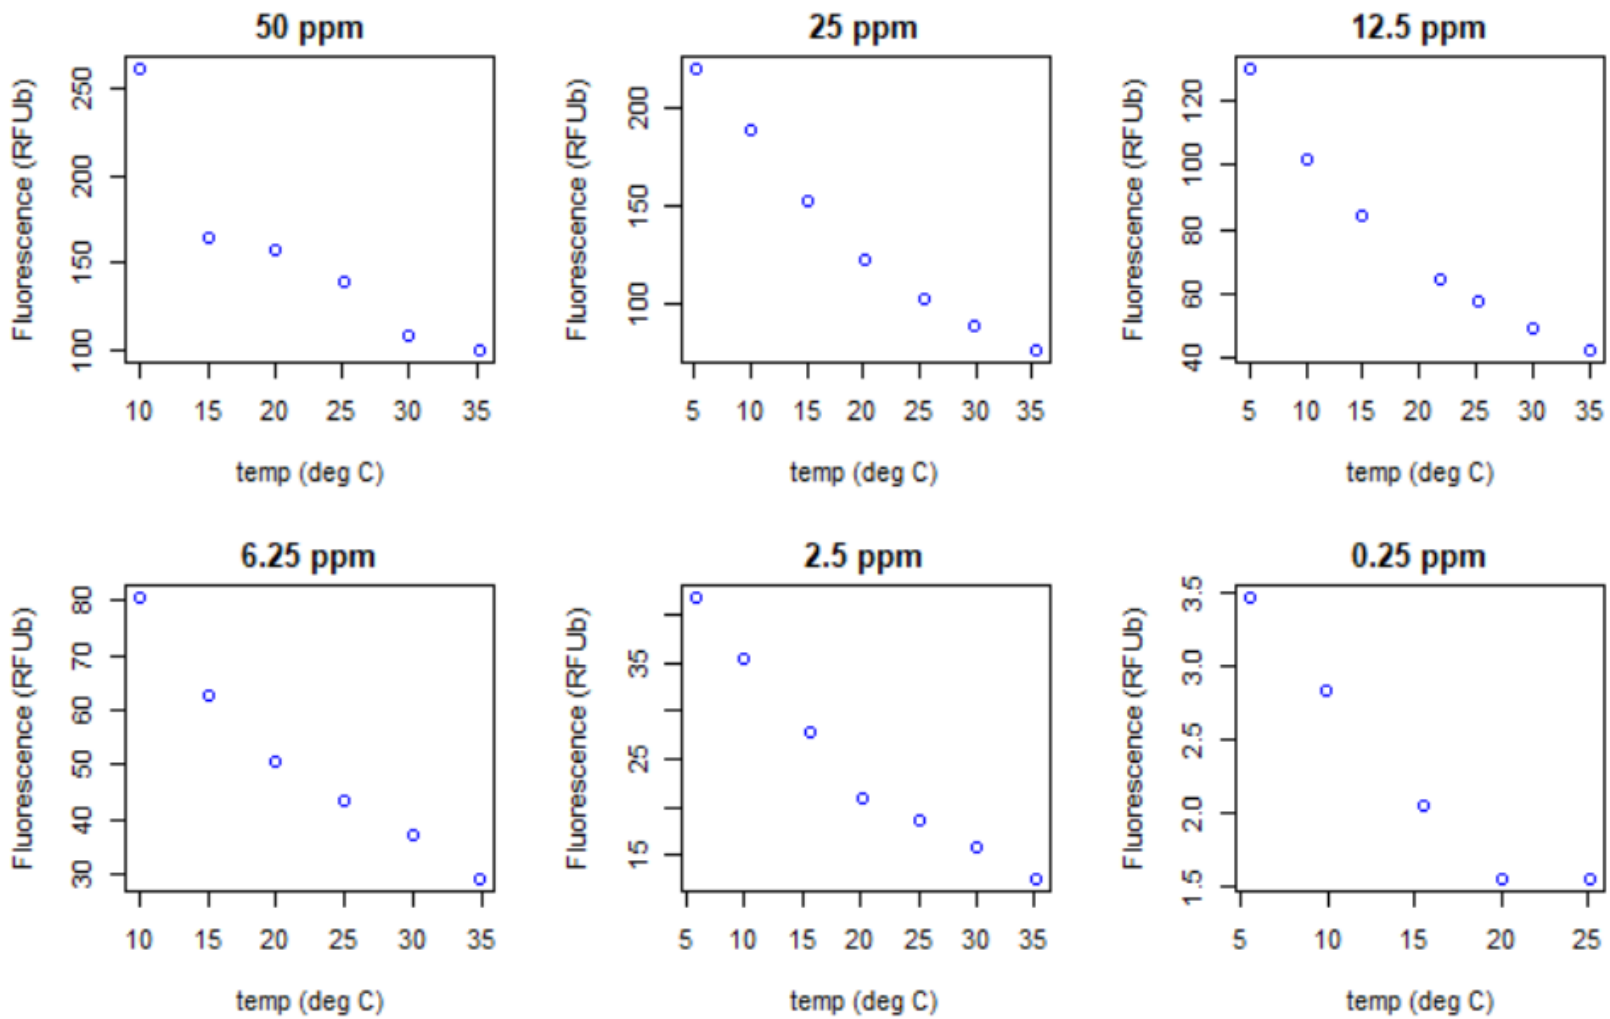 50 ppm
Fluorescence (RFUb)
250
200
150
100
10 15 20 25 30 35
temp (deg C)
25 ppm
Fluorescence (RFUb)
200
150
100
5 10 15 20 25 30 35
temp (deg C)
12.5 ppm
Fluorescence (RFUb)
120
100
80
60
40
5 10 15 20 25 30 35
temp (deg C)
6.25 ppm
Fluorescence (RFUb)
80
70
60
50
40
30
10 15 20 25 30 35
temp (deg C)
2.5 ppm
Fluorescence (RFUb)
35
25
15
5 10 15 20 25 30 35
temp (deg C)
0.25 ppm
Fluorescence (RFUb)
3.5
3.0
2.5
2.0
1.5
5 10 15 20 25
temp (deg C)